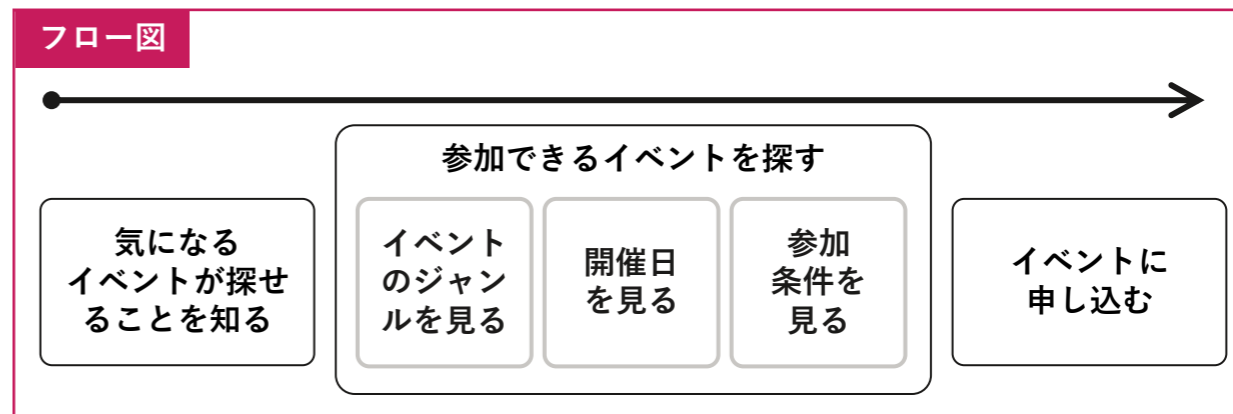 フロー図
参加できるイベントを探す
気になる
イベントが探せ
ることを知る
イベント
のジャン
ルを見る
開催日
を見る
参加
条件を
見る
イベントに
申し込む